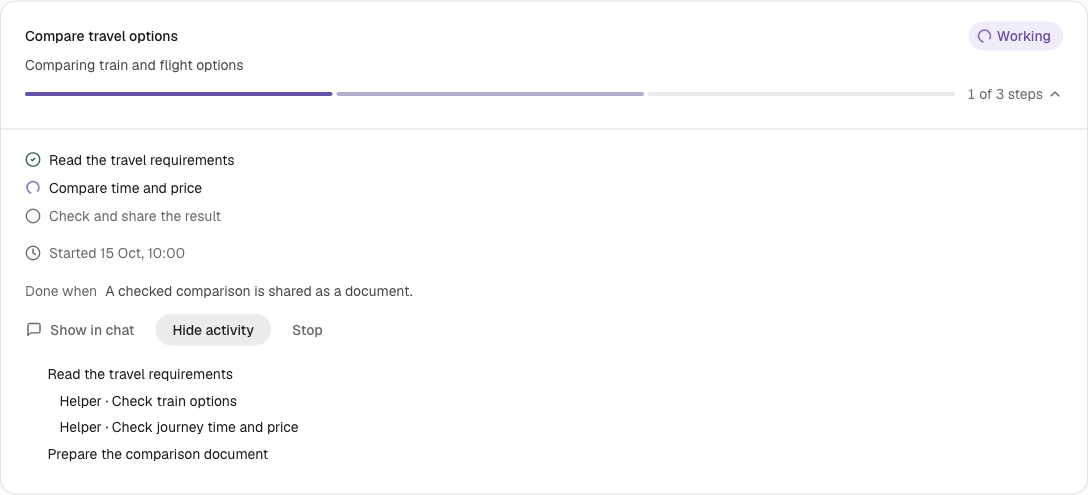 Compare travel options
Working
Comparing train and flight options
1 of 3 steps
Read the travel requirements
Compare time and price
Check and share the result
Started 15 Oct, 10:00
Done when A checked comparison is shared as a document.
Show in chat Hide activity Stop
Read the travel requirements
Helper · Check train options
Helper · Check journey time and price
Prepare the comparison document